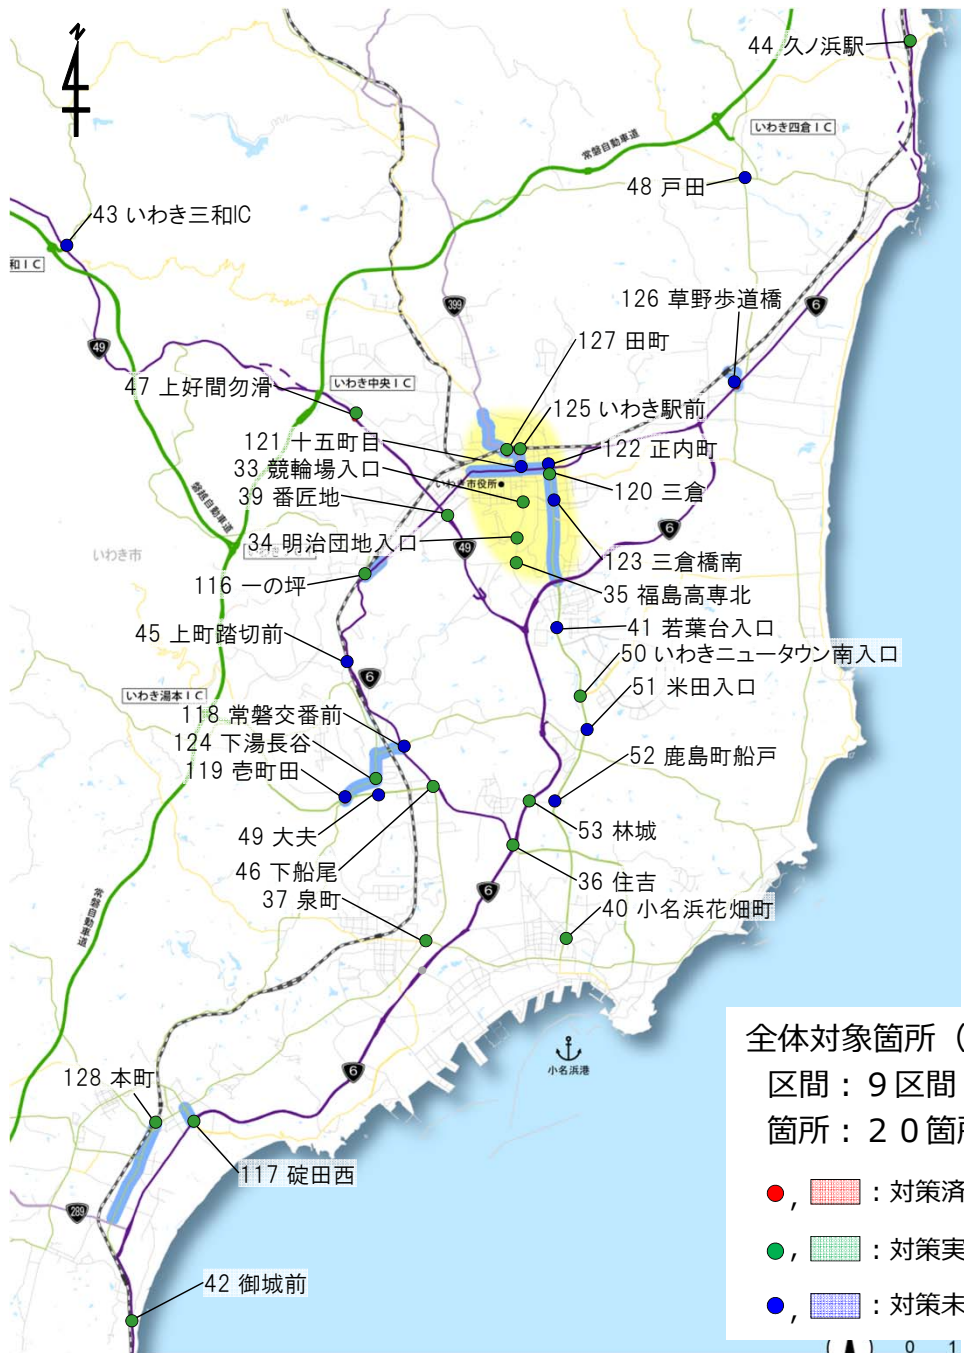 N
44 久ノ浜駅
いわき四倉IC
常磐自動車道
48 戸田
43 いわき三和IC
和IC
126 草野歩道橋
399
6
127 田町
49
いわき中央IC
47 上好間勿滑
125 いわき駅前
121 十五町目
122 正内町
33 競輪場入口
いわき市役所
120 三倉
39 番匠地
磐越自動車道
34 明治団地入口
6
49
いわき市
123 三倉橋南
116 一の坪
35 福島高専北
45 上町踏切前
41 若葉台入口
50 いわきニュータウン南入口
6
51 米田入口
いわき湯本IC
118 常磐交番前
124 下湯長谷
52 鹿島町船戸
119 壱町田
49 大夫
53 林城
46 下船尾
36 住吉
6
37 泉町
40 小名浜花畑町
常磐自動車道
小名浜港
6
128 本町
117 碇田西
289
42 御城前
全体対象箇所（
区間：９区間
箇所：２０箇所
, ：対策済
, ：対策実
, ：対策未
0 1